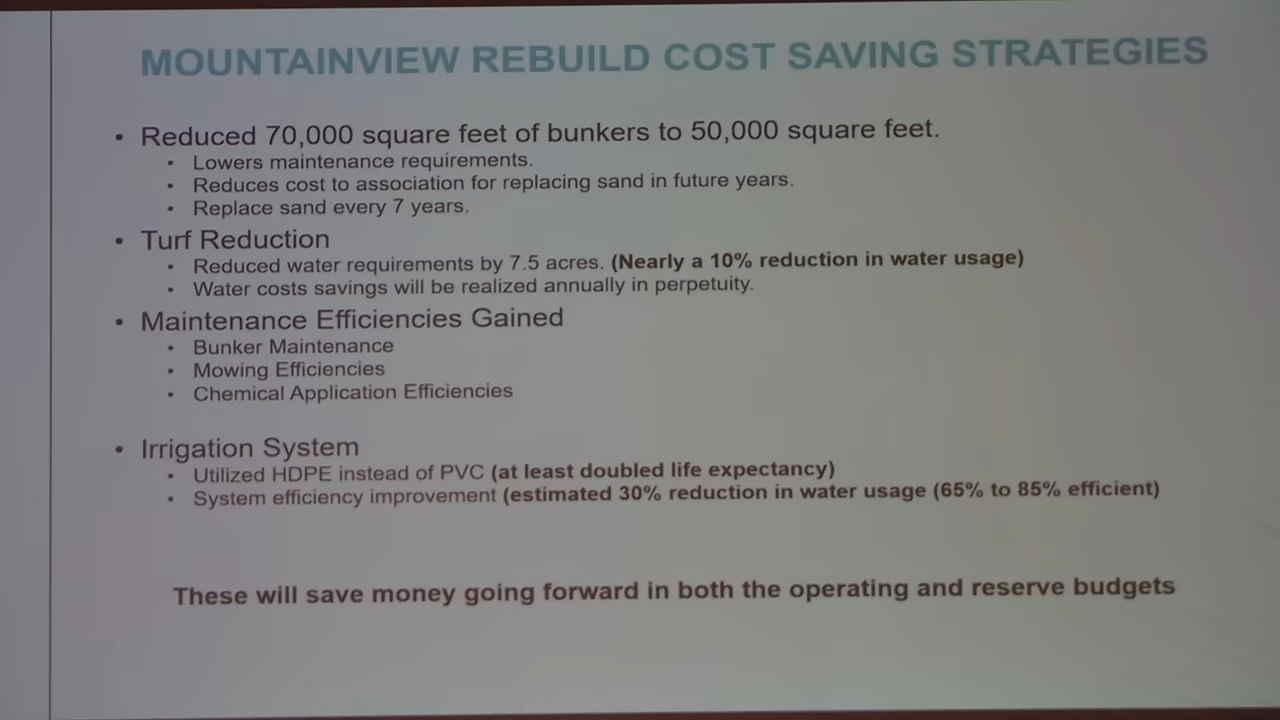 MOUNTAINVIEW REBUILD COST SAVING STRATEGIES
• Reduced 70,000 square feet of bunkers to 50,000 square feet.
• Lowers maintenance requirements.
• Reduces cost to association for replacing sand in future years.
• Replace sand every 7 years.
• Turf Reduction
• Reduced water requirements by 7.5 acres. (Nearly a 10% reduction in water usage)
• Water costs savings will be realized annually in perpetuity.
• Maintenance Efficiencies Gained
• Bunker Maintenance
• Mowing Efficiencies
• Chemical Application Efficiencies
• Irrigation System
• Utilized HDPE instead of PVC (at least doubled life expectancy)
• System efficiency improvement (estimated 30% reduction in water usage (65% to 85% efficient)
These will save money going forward in both the operating and reserve budgets